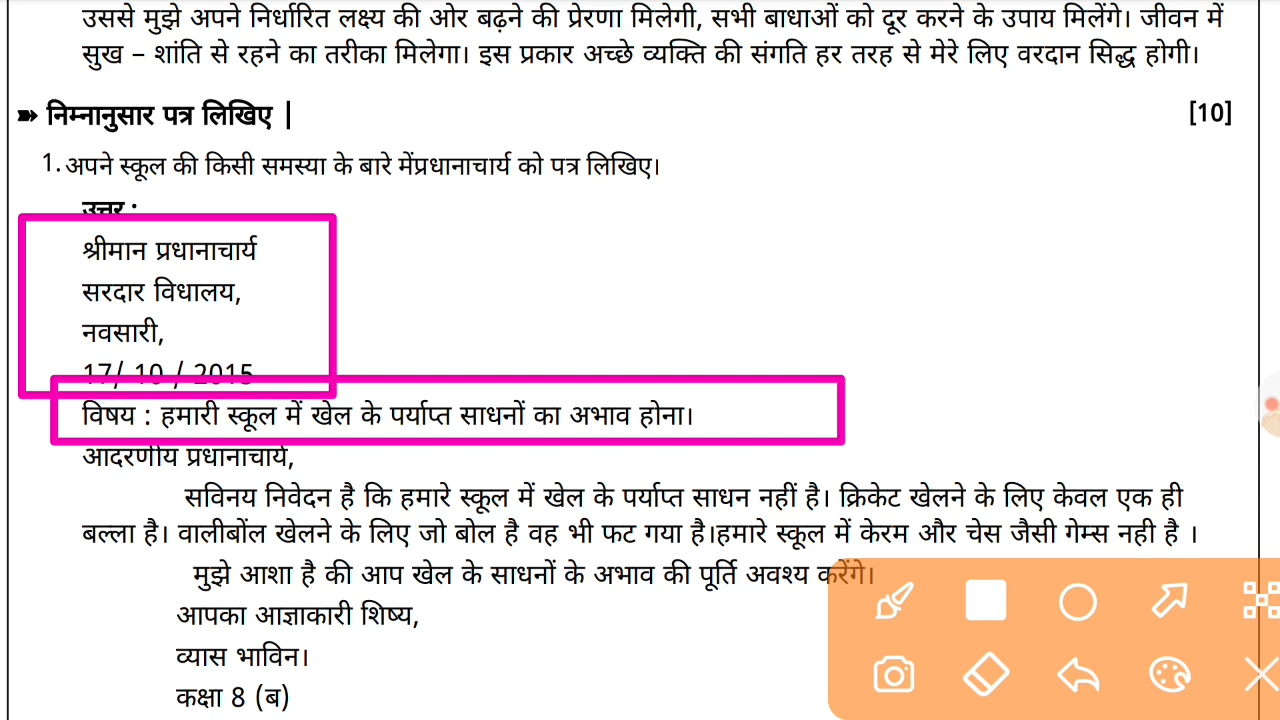 उससे मुझे अपने निर्धारित लक्ष्य की ओर बढ़ने की प्रेरणा मिलेगी, सभी बाधाओं को दूर करने के उपाय मिलेंगे। जीवन में
सुख – शांति से रहने का तरीका मिलेगा। इस प्रकार अच्छे व्यक्ति की संगति हर तरह से मेरे लिए वरदान सिद्ध होगी।
➽ निम्नानुसार पत्र लिखिए | [10]
1. अपने स्कूल की किसी समस्या के बारे मेंप्रधानाचार्य को पत्र लिखिए।
उत्तर :
श्रीमान प्रधानाचार्य
सरदार विधालय,
नवसारी,
17/ 10 / 2015
विषय : हमारी स्कूल में खेल के पर्याप्त साधनों का अभाव होना।
आदरणीय प्रधानाचार्य,
सविनय निवेदन है कि हमारे स्कूल में खेल के पर्याप्त साधन नहीं है। क्रिकेट खेलने के लिए केवल एक ही
बल्ला है। वालीबोंल खेलने के लिए जो बोल है वह भी फट गया है।हमारे स्कूल में केरम और चेस जैसी गेम्स नही है ।
मुझे आशा है की आप खेल के साधनों के अभाव की पूर्ति अवश्य करेंगे।
आपका आज्ञाकारी शिष्य,
व्यास भाविन।
कक्षा 8 (ब)